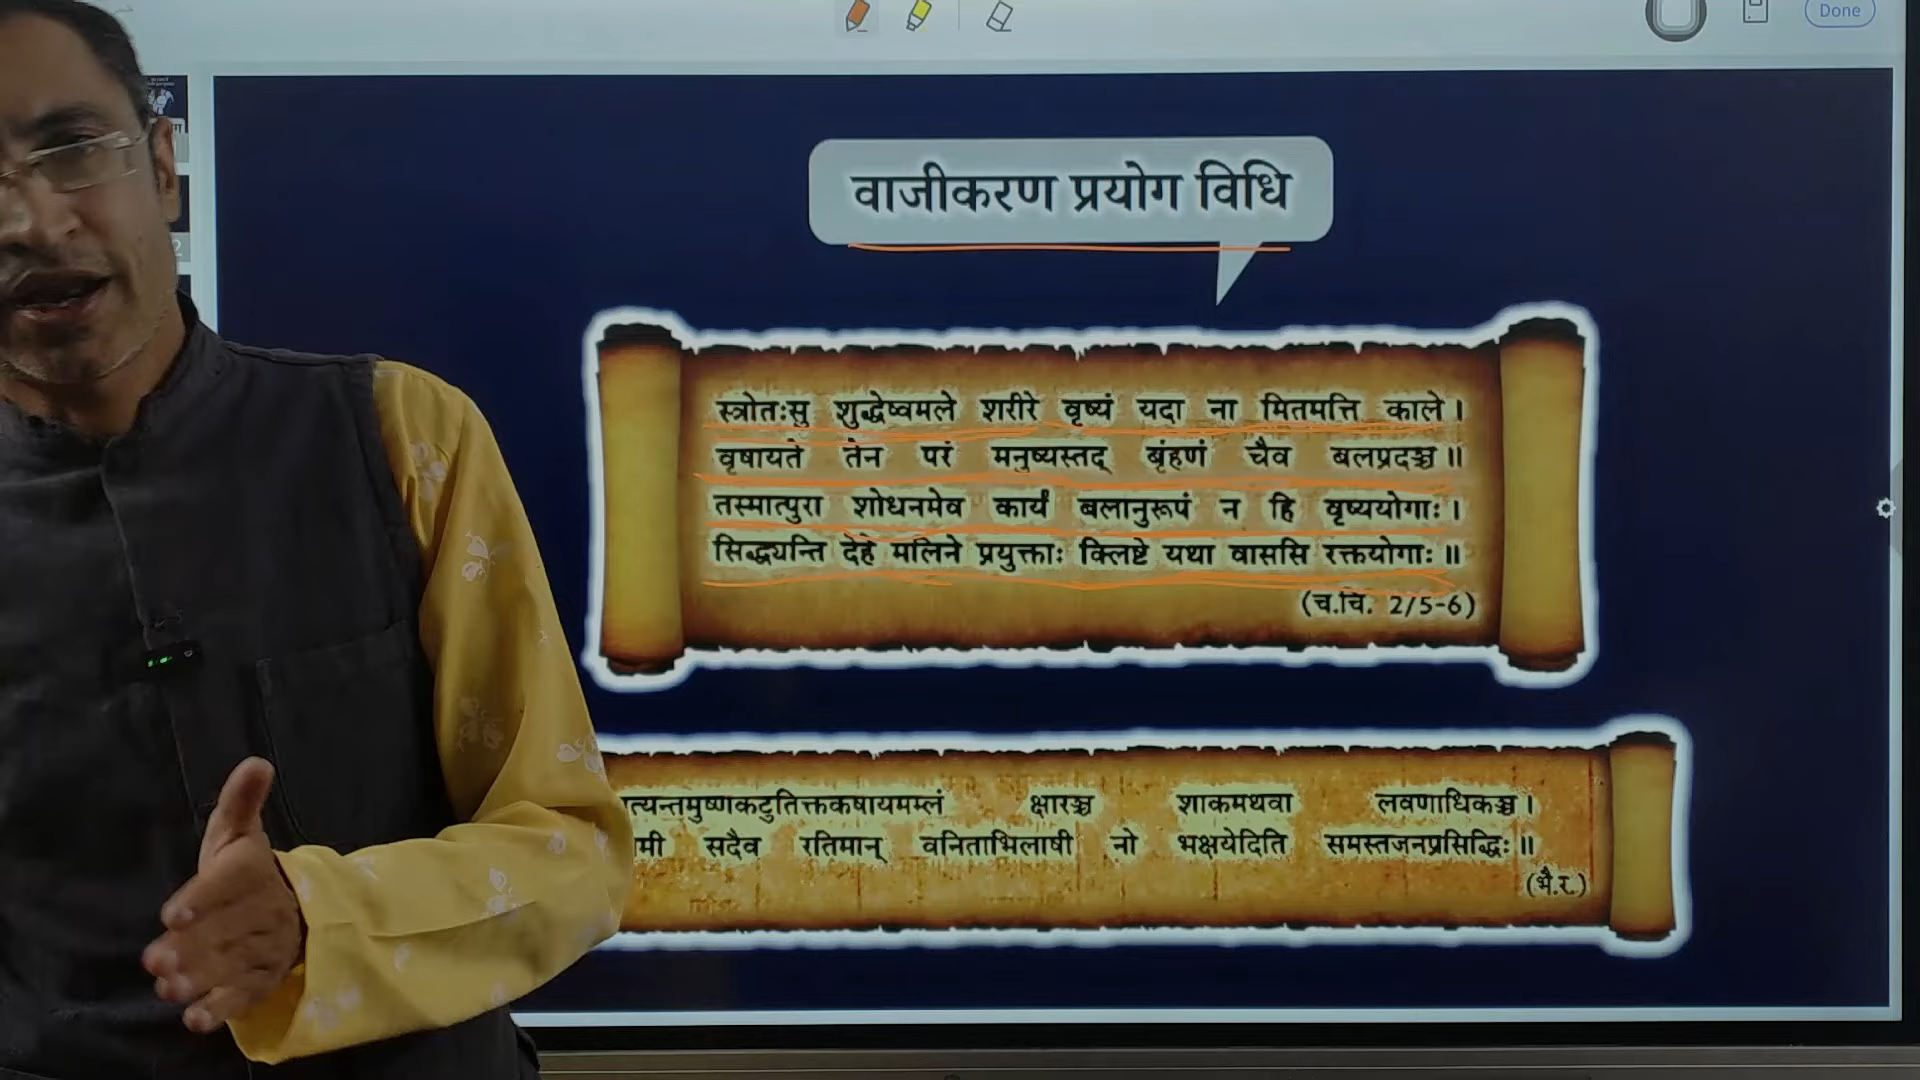 Done
वाजीकरण प्रयोग विधि
स्त्रोतःसु शुद्धेष्वमले शरीरे वृष्यं यदा ना मितमत्ति काले।
वृषायते तेन परं मनुष्यस्तद् बृंहणं चैव बलप्रदञ्च॥
तस्मात्पुरा शोधनमेव कार्यं बलानुरूपं न हि वृष्ययोगाः।
सिद्ध्यन्ति देहे मलिने प्रयुक्ताः क्लिष्टे यथा वाससि रक्तयोगाः॥
(च.चि. 2/5-6)
त्यन्तमुष्णकटुतिक्तकषायमम्लं क्षारञ्च शाकमथवा लवणाधिकञ्च।
मी सदैव रतिमान् वनिताभिलाषी नो भक्षयेदिति समस्तजनप्रसिद्धिः॥
(भै.र.)
2